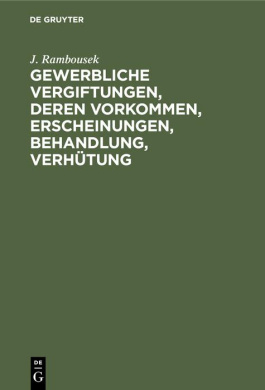 DE GRUYTER
J. Rambousek
GEWERBLICHE
VERGIFTUNGEN,
DEREN VORKOMMEN,
ERSCHEINUNGEN,
BEHANDLUNG,
VERHÜTUNG
DE
G